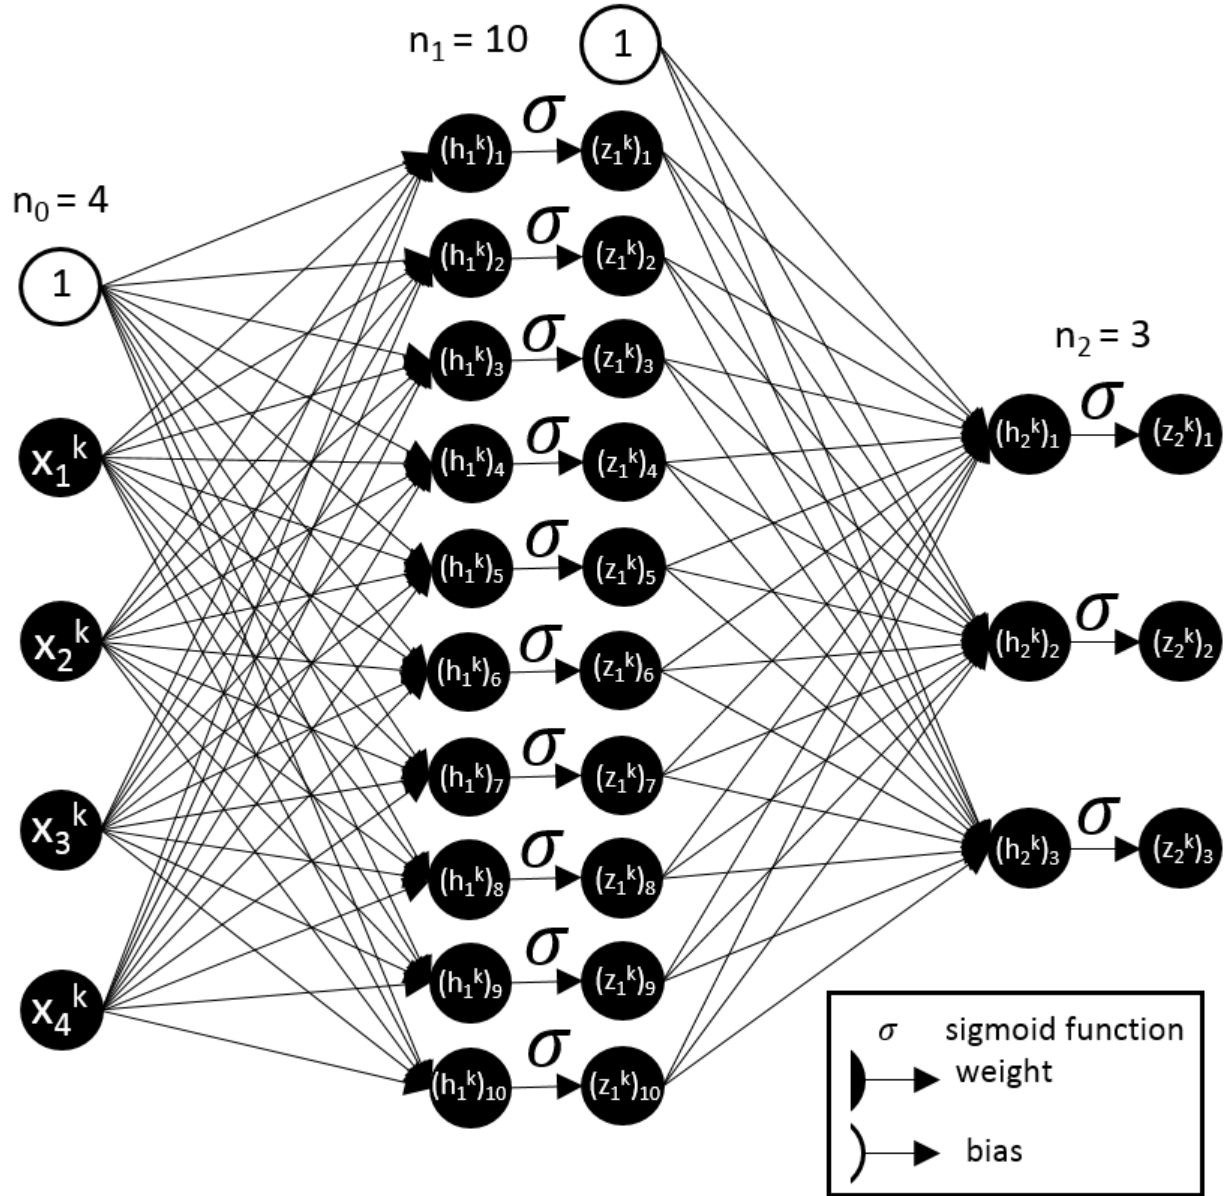 n₁ = 10
1
σ
(h₁ᵏ)₁
(z₁ᵏ)₁
n₀ = 4
σ
(h₁ᵏ)₂
(z₁ᵏ)₂
1
σ
(h₁ᵏ)₃
(z₁ᵏ)₃
n₂ = 3
σ
(h₁ᵏ)₄
(z₁ᵏ)₄
σ
(h₂ᵏ)₁
(z₂ᵏ)₁
x₁ᵏ
σ
(h₁ᵏ)₅
(z₁ᵏ)₅
x₂ᵏ
σ
(h₁ᵏ)₆
(z₁ᵏ)₆
σ
(h₂ᵏ)₂
(z₂ᵏ)₂
σ
(h₁ᵏ)₇
(z₁ᵏ)₇
x₃ᵏ
σ
(h₁ᵏ)₈
(z₁ᵏ)₈
σ
(h₂ᵏ)₃
(z₂ᵏ)₃
σ
(h₁ᵏ)₉
(z₁ᵏ)₉
x₄ᵏ
σ
(h₁ᵏ)₁₀
(z₁ᵏ)₁₀
σ sigmoid function
weight
bias